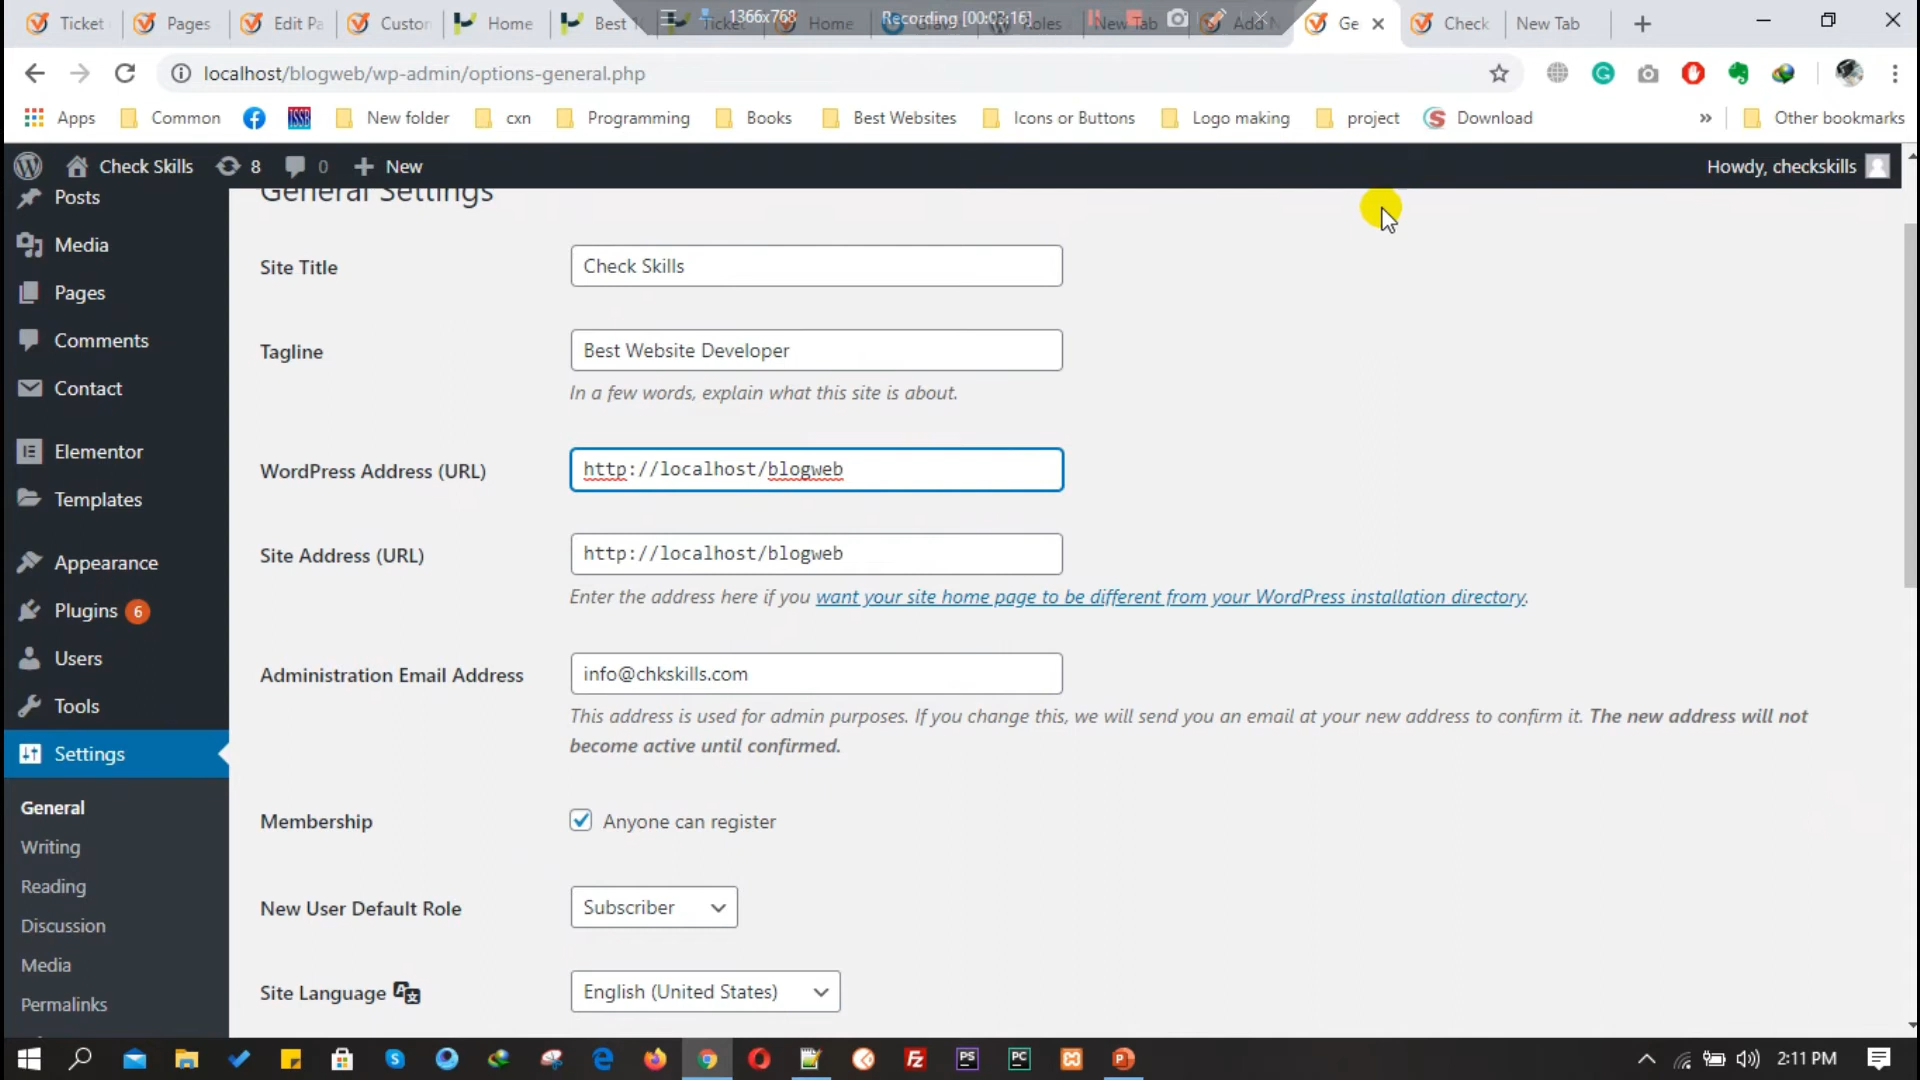 Ticket
Pages
Edit Pa
Custon
Home
Best 1
Ticket
1366x768
Home
Recording [00:03:16]
Roles
New Tab
Add N
Ge
Check
New Tab
localhost/blogweb/wp-admin/options-general.php
Apps
Common
ISSB
New folder
cxn
Programming
Books
Best Websites
Icons or Buttons
Logo making
project
Download
»
Other bookmarks
Check Skills
8
0
New
Howdy, checkskills
Posts
Media
Pages
Comments
Contact
Elementor
Templates
Appearance
Plugins 6
Users
Tools
Settings
General
Writing
Reading
Discussion
Media
Permalinks
General Settings
Site Title
Check Skills
Tagline
Best Website Developer
In a few words, explain what this site is about.
WordPress Address (URL)
http://localhost/blogweb
Site Address (URL)
http://localhost/blogweb
Enter the address here if you want your site home page to be different from your WordPress installation directory.
Administration Email Address
info@chkskills.com
This address is used for admin purposes. If you change this, we will send you an email at your new address to confirm it. The new address will not
become active until confirmed.
Membership
Anyone can register
New User Default Role
Subscriber
Site Language
English (United States)
2:11 PM